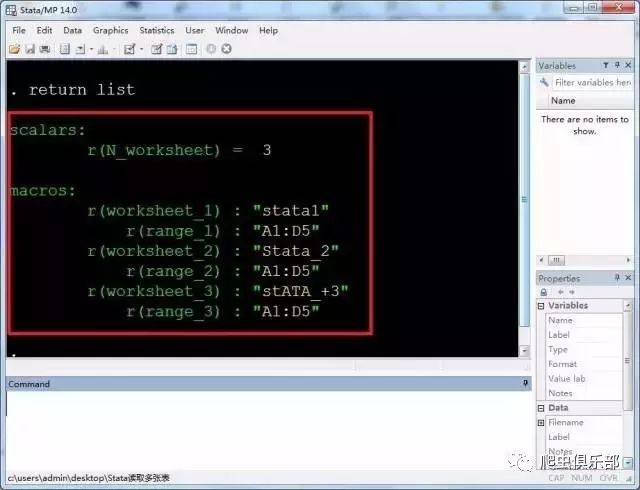 Stata/MP 14.0
File Edit Data Graphics Statistics User Window Help
. return list
scalars:
r(N_worksheet) = 3
macros:
r(worksheet_1) : "stata1"
r(range_1) : "A1:D5"
r(worksheet_2) : "Stata_2"
r(range_2) : "A1:D5"
r(worksheet_3) : "stATA_+3"
r(range_3) : "A1:D5"
.
Command
Variables
Filter variables here
Name
There are no items to
show.
Properties
Variables
Name
Label
Type
Format
Value lab
Notes
Data
Filename
Label
Notes
爬虫俱乐部
c:\users\admin\desktop\Stata读取多张表
CAP NUM OVR